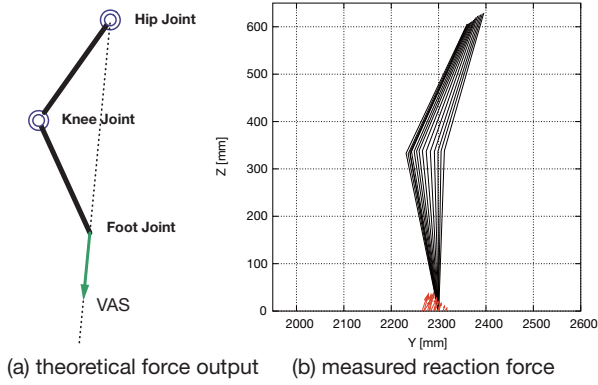 Hip Joint
Knee Joint
Foot Joint
VAS
(a) theoretical force output
Z [mm]
600
500
400
300
200
100
0
2000 2100 2200 2300 2400 2500 2600
Y [mm]
(b) measured reaction force